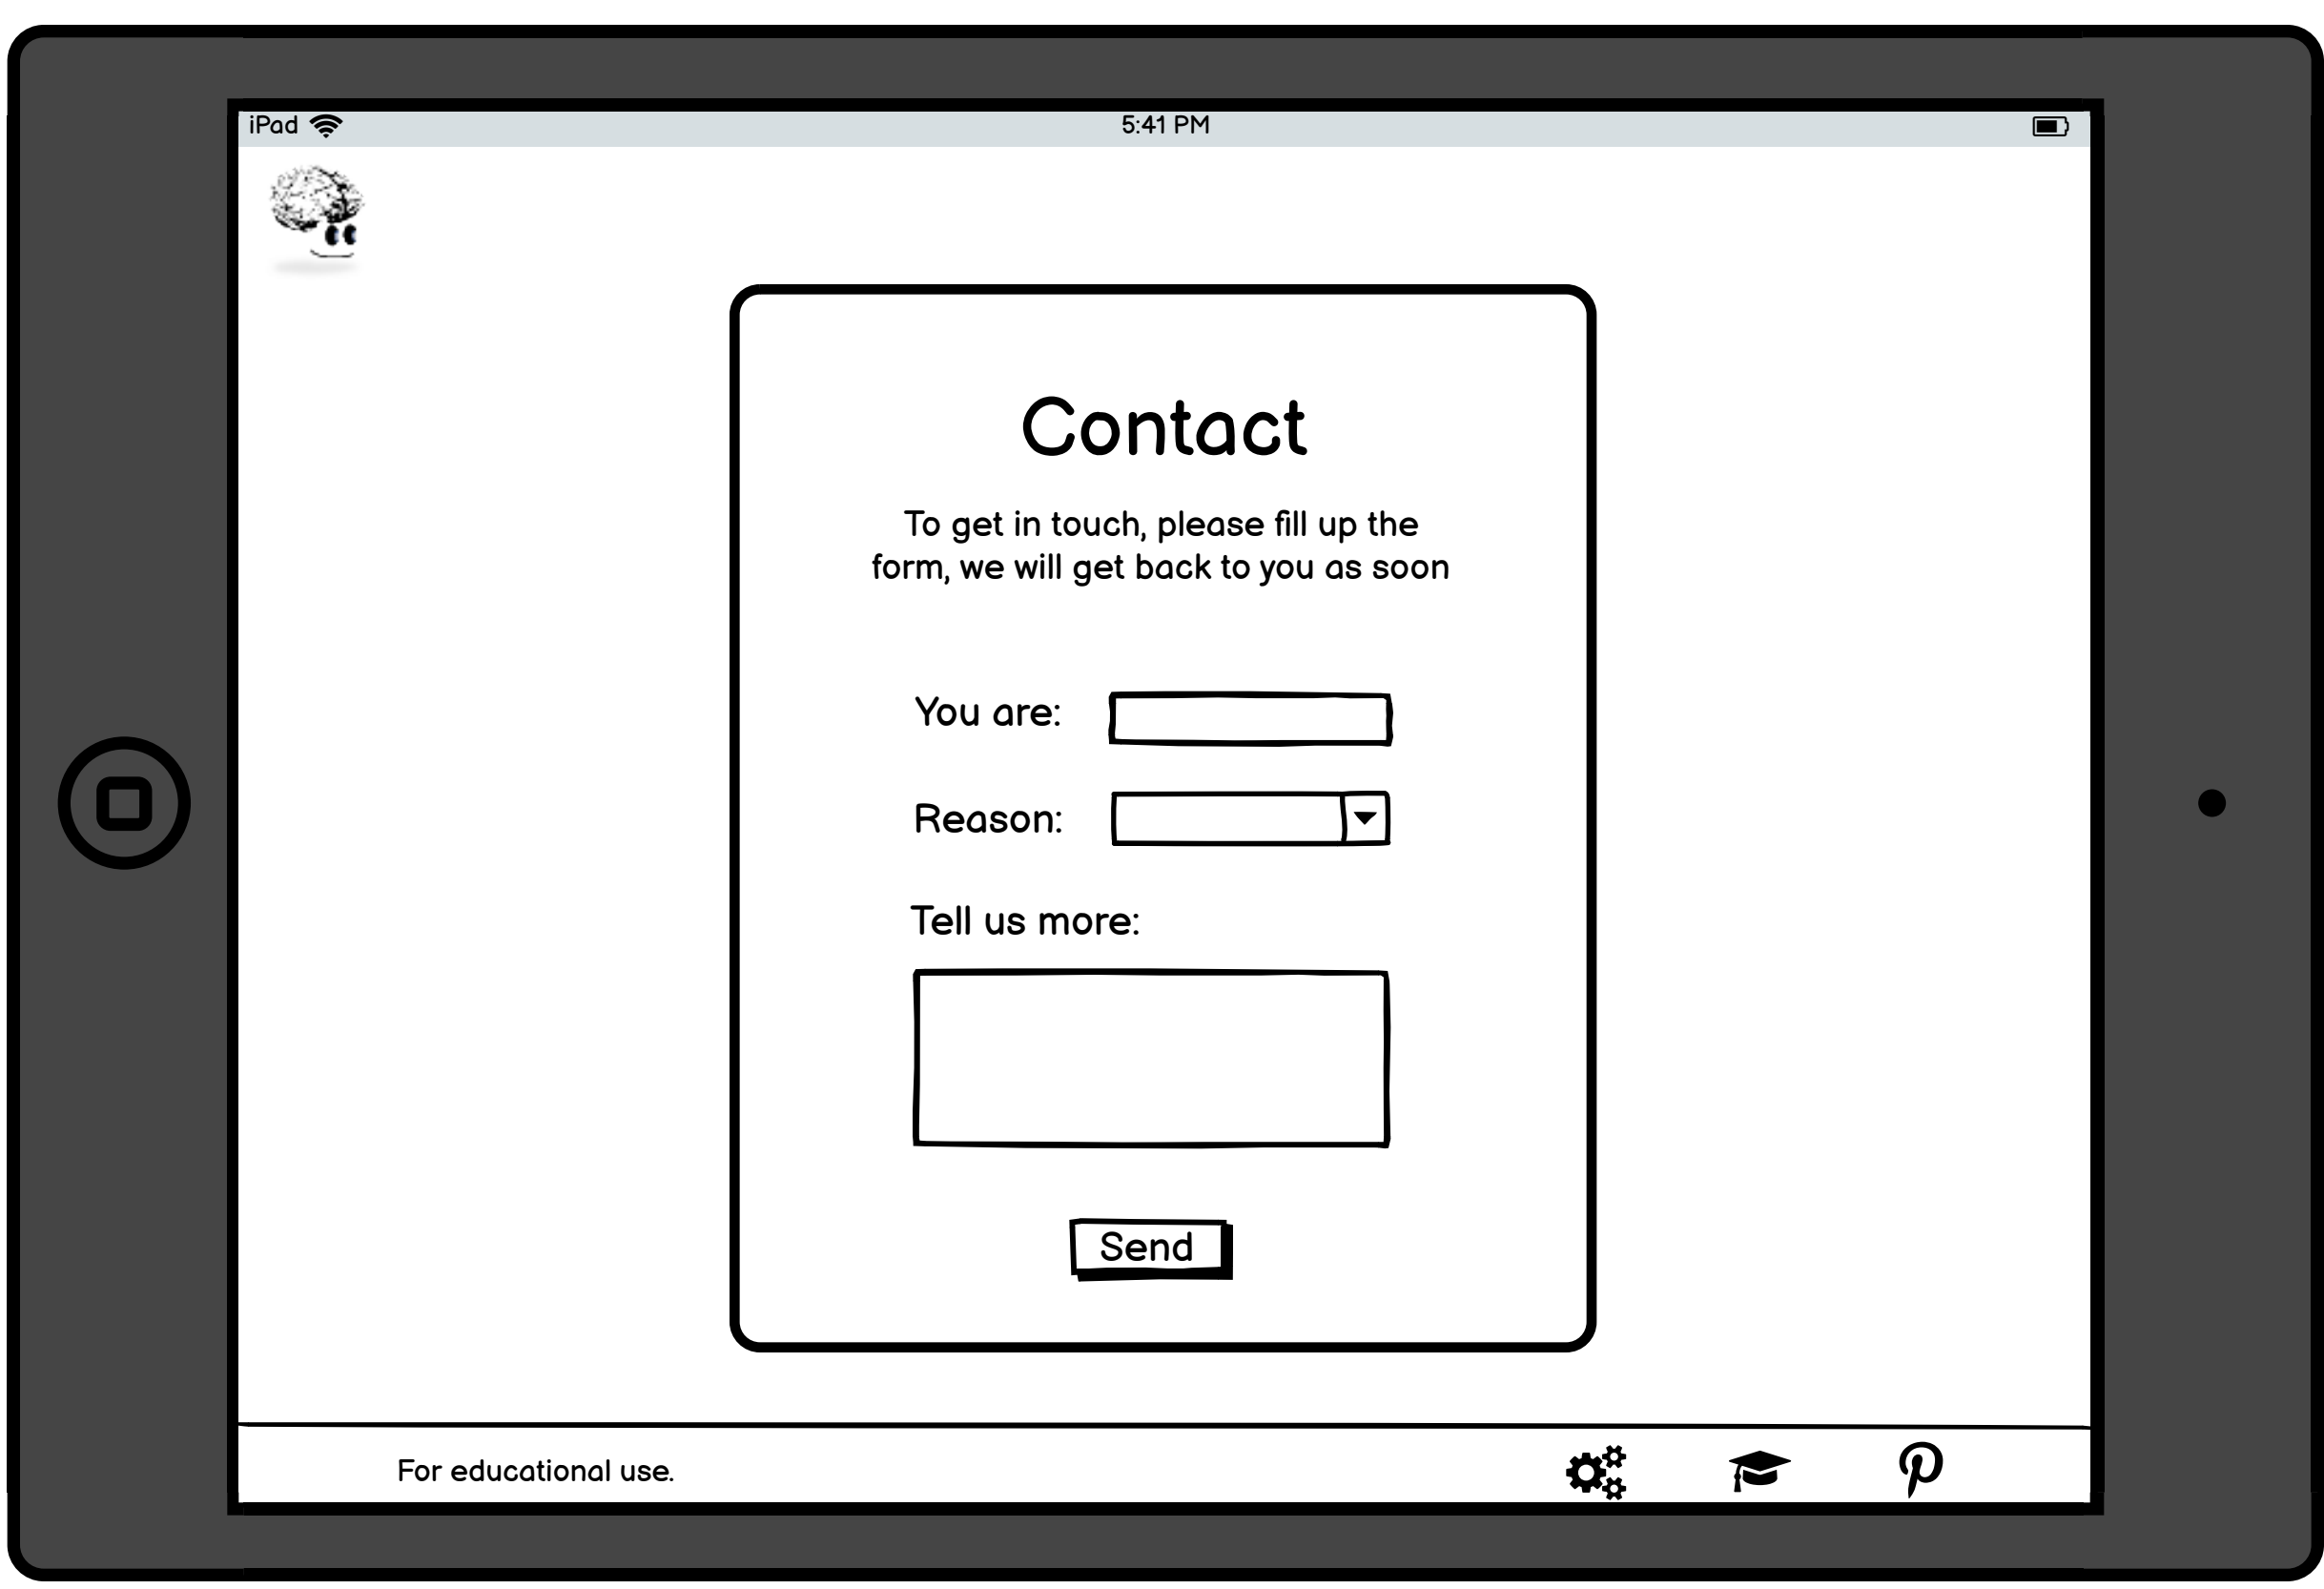 iPad
5:41 PM
Contact
To get in touch, please fill up the
form, we will get back to you as soon
You are:
Reason:
Tell us more:
Send
For educational use.